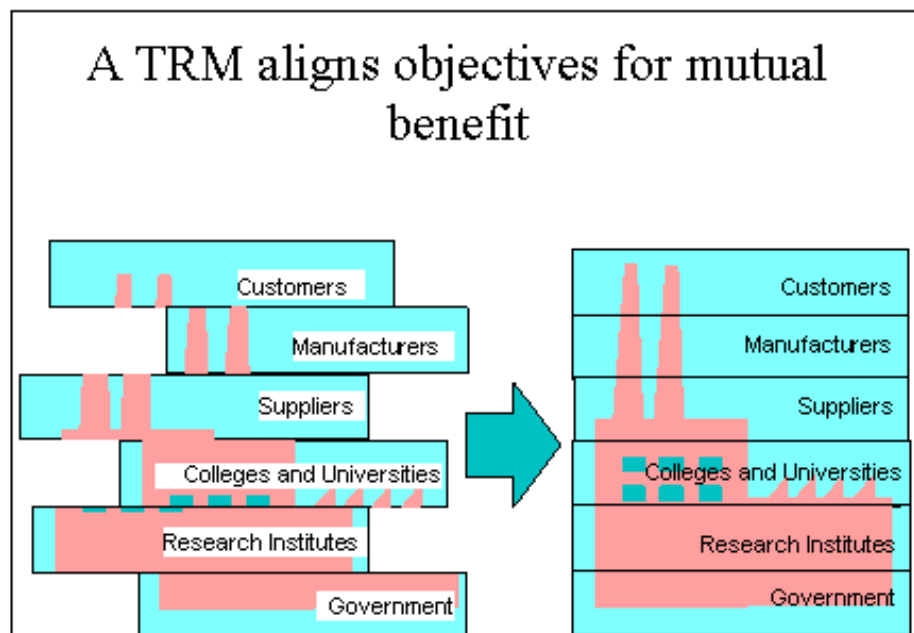 A TRM aligns objectives for mutual
benefit
Customers
Manufacturers
Suppliers
Colleges and Universities
Research Institutes
Government
Customers
Manufacturers
Suppliers
Colleges and Universities
Research Institutes
Government